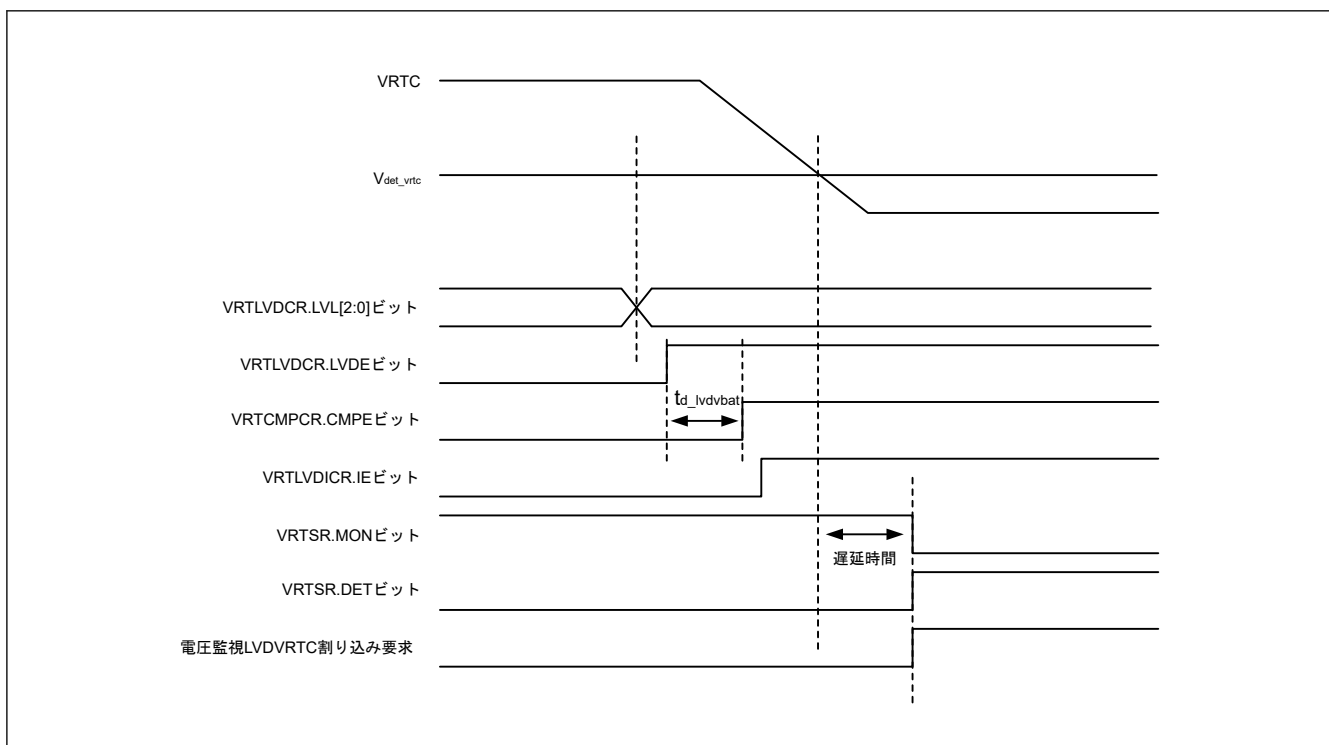 VRTC
Vdet_vrtc
VRTLVDCR.LVL[2:0]ビット
VRTLVDCR.LVDEビット
td_lvdvbat
VRTCMPCR.CMPEビット
VRTLVDICR.IEビット
VRTSR.MONビット
遅延時間
VRTSR.DETビット
電圧監視LVDVRTC割り込み要求